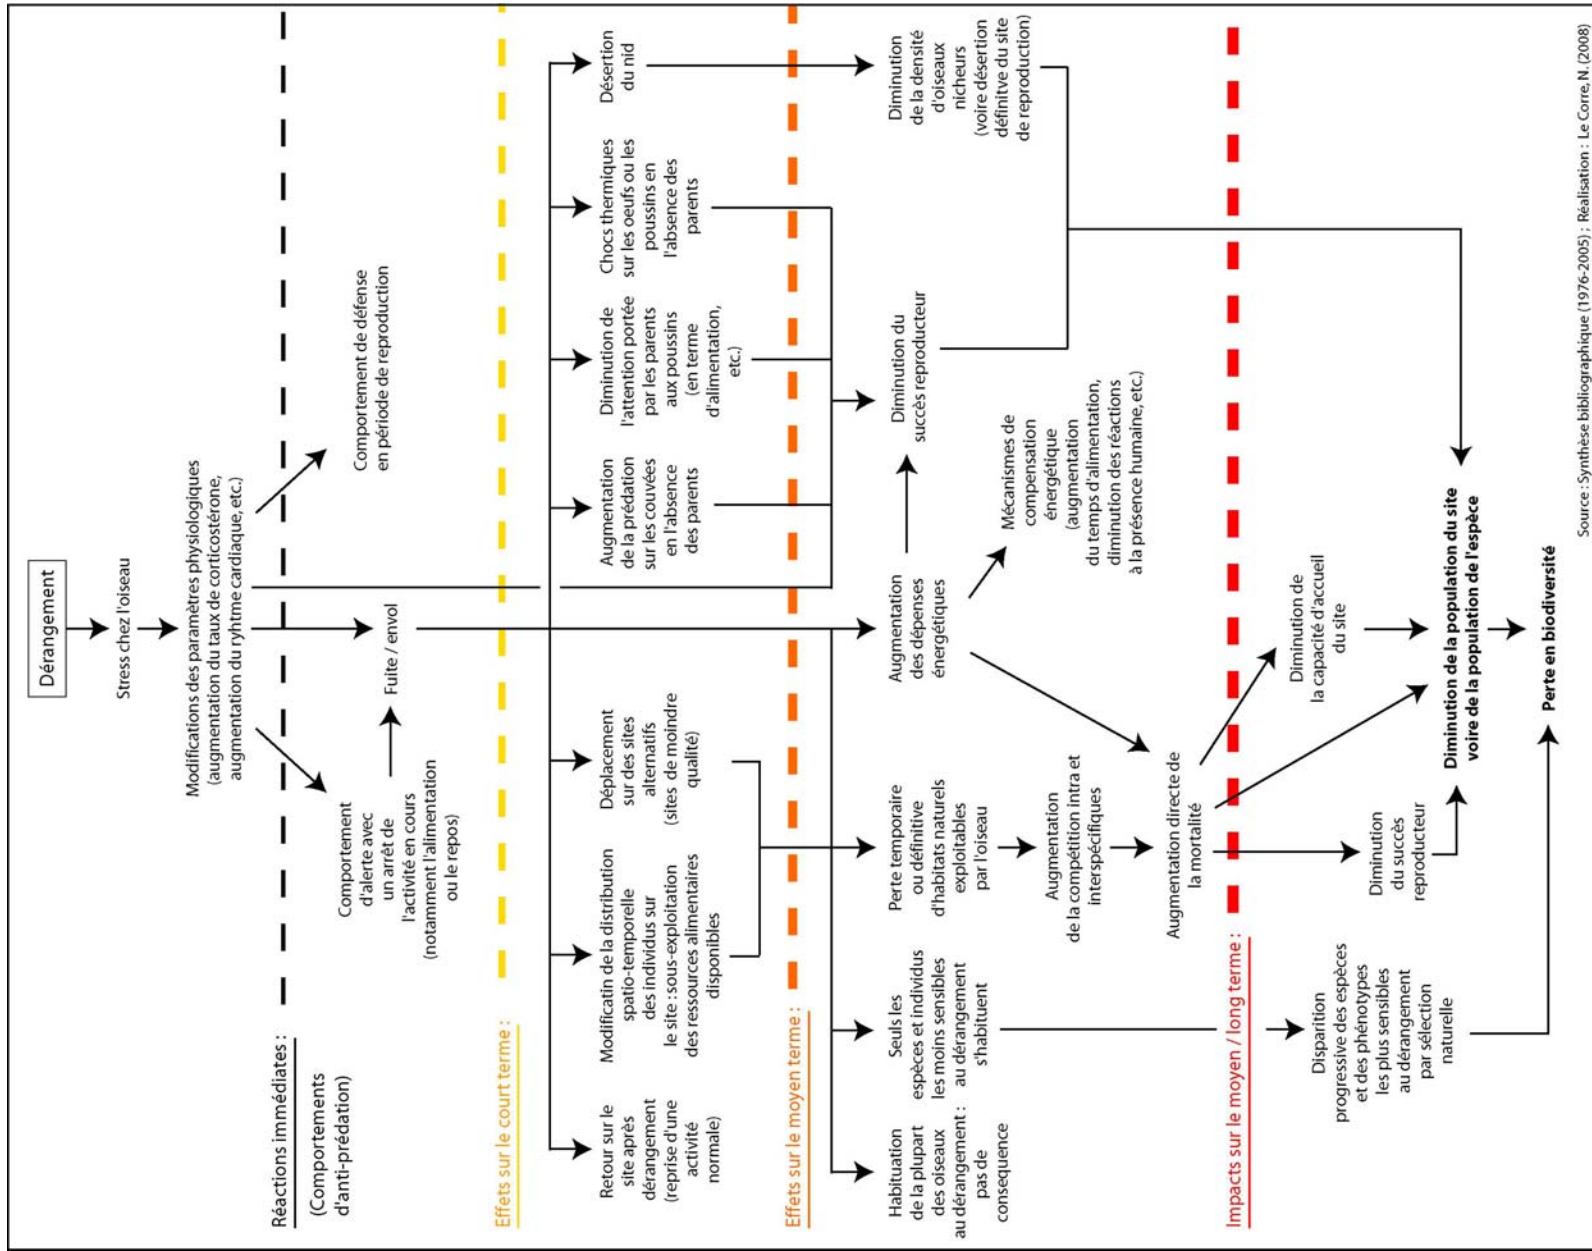 Dérangement
Stress chez l'oiseau
Modifications des paramètres physiologiques
(augmentation du taux de corticostérone,
augmentation du ryhtme cardiaque, etc.)
Réactions immédiates :
(Comportements
d'anti-prédation)
Comportement
d'alerte avec
un arrêt de
l'activité en cours
(notamment l'alimentation
ou le repos)
Fuite / envol
Comportement de défense
en période de reproduction
Effets sur le court terme :
Retour sur le
site après
dérangement
(reprise d'une
activité
normale)
Modificatin de la distribution
spatio-temporelle
des individus sur
le site : sous-exploitation
des ressources alimentaires
disponibles
Déplacement
sur des sites
alternatifs
(sites de moindre
qualité)
Augmentation
de la prédation
sur les couvées
en l'absence
des parents
Diminution de
l'attention portée
par les parents
aux poussins
(en terme
d'alimentation,
etc.)
Chocs thermiques
sur les oeufs ou les
poussins en
l'absence des
parents
Désertion
du nid
Effets sur le moyen terme :
Habituation
de la plupart
des oiseaux
au dérangement :
pas de
consequence
Seuls les
espèces et individus
les moins sensibles
au dérangement
s'habituent
Perte temporaire
ou définitive
d'habitats naturels
exploitables
par l'oiseau
Augmentation
des dépenses
énergétiques
Diminution du
succès reproducteur
Diminution
de la densité
d'oiseaux
nicheurs
(voire désertion
définitve du site
de reproduction)
Augmentation
de la compétition intra et
interspécifiques
Mécanismes de
compensation
énergétique
(augmentation
du temps d'alimentation,
diminution des réactions
à la présence humaine, etc.)
Augmentation directe de
la mortalité
Impacts sur le moyen / long terme :
Disparition
progressive des espèces
et des phénotypes
les plus sensibles
au dérangement
par sélection
naturelle
Diminution
du succès
reproducteur
Diminution de
la capacité d'accueil
du site
Diminution de la population du site
voire de la population de l'espèce
Perte en biodiversité
Source : Synthèse bibliographique (1976-2005) ; Réalisation : Le Corre, N. (2008)